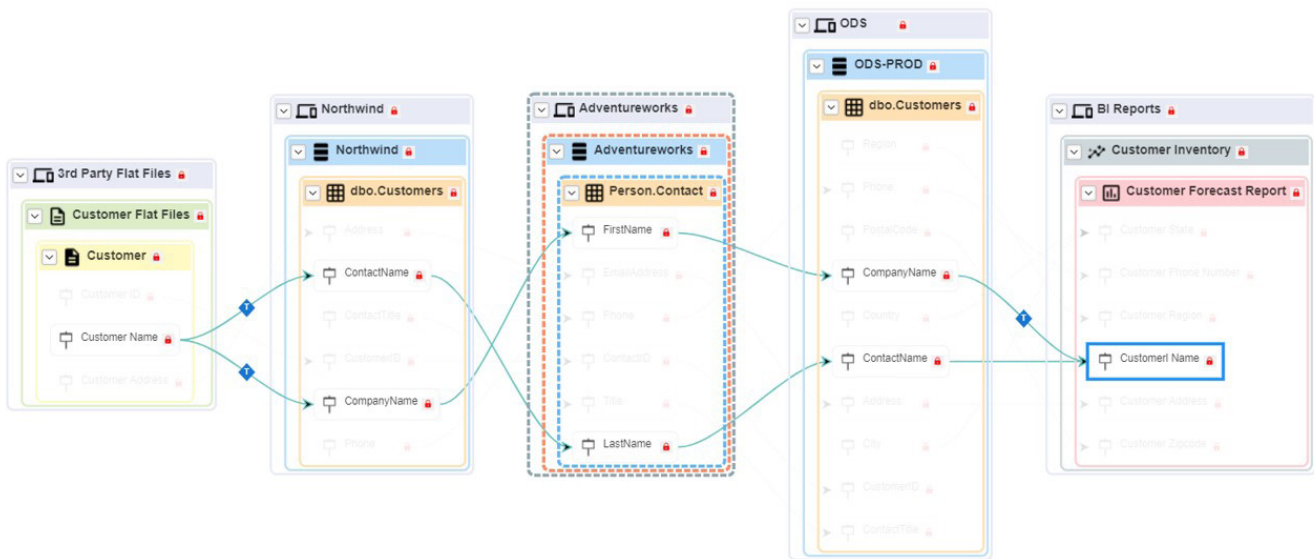 3rd Party Flat Files
Customer Flat Files
Customer
Customer ID
Customer Name
Customer Address
T
T
Northwind
Northwind
dbo.Customers
Address
ContactName
ContactTitle
CustomerID
CompanyName
Phone
Adventureworks
Adventureworks
Person.Contact
FirstName
EmailAddress
Phone
ContactID
Title
LastName
ODS
ODS-PROD
dbo.Customers
Region
Phone
PostalCode
CompanyName
Country
ContactName
Address
City
CustomerID
ContactTitle
T
BI Reports
Customer Inventory
Customer Forecast Report
Customer State
Customer Phone Number
Customer Region
CustomerI Name
Customer Address
Customer Zipcode